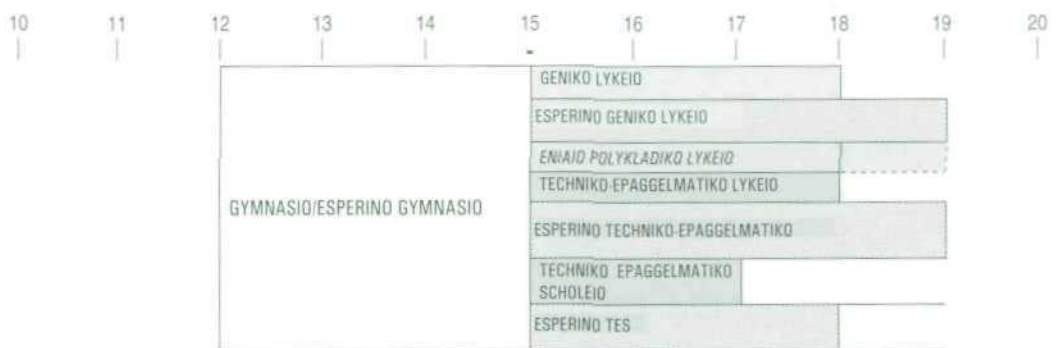 10 11 12 13 14 15 16 17 18 19 20
GENIKO LYKEIO
ESPERINO GENIKO LYKEIO
ENIAIO POLYKLADIKO LYKEIO
TECHNIKO-EPAGGELMATIKO LYKEIO
GYMNASIO/ESPERINO GYMNASIO
ESPERINO TECHNIKO-EPAGGELMATIKO
TECHNIKO EPAGGELMATIKO
SCHOLEIO
ESPERINO TES